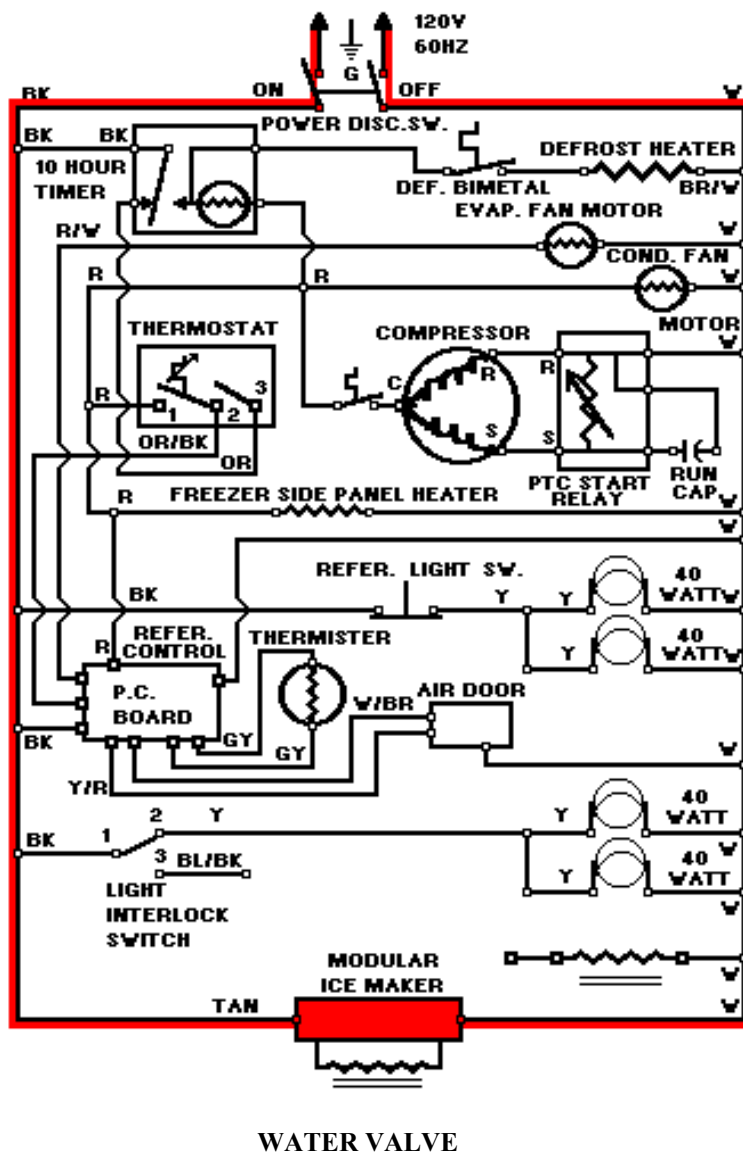 120V
60HZ
G
BK
ON
OFF
W
POWER DISC.SW.
BK
BK
10 HOUR
TIMER
DEFROST HEATER
DEF. BIMETAL
BR/W
EVAP. FAN MOTOR
R/W
W
COND. FAN
R
R
W
MOTOR
THERMOSTAT
COMPRESSOR
W
R
R
C
R
1
2
3
OR/BK
OR
S
S
PTC START
RELAY
RUN
CAP
R
FREEZER SIDE PANEL HEATER
W
W
REFER. LIGHT SW.
BK
Y
Y
40
WATT
W
REFER.
CONTROL
THERMISTER
Y
40
WATT
W
R
P.C.
BOARD
W/BR
AIR DOOR
BK
GY
GY
W
Y/R
2
Y
Y
40
WATT
BK
1
W
3
BL/BK
Y
40
WATT
LIGHT
INTERLOCK
SWITCH
W
MODULAR
ICE MAKER
W
TAN
W
WATER VALVE